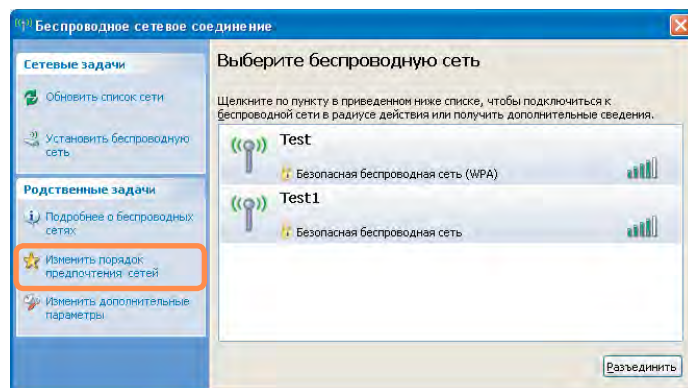 Беспроводное сетевое соединение
Сетевые задачи
Обновить список сети
Установить беспроводную
сеть
Родственные задачи
Подробнее о беспроводных
сетях
Изменить порядок
предпочтения сетей
Изменить дополнительные
параметры
Выберите беспроводную сеть
Щелкните по пункту в приведенном ниже списке, чтобы подключиться к
беспроводной сети в радиусе действия или получить дополнительные сведения.
Test
Безопасная беспроводная сеть (WPA)
Test1
Безопасная беспроводная сеть
Разъединить